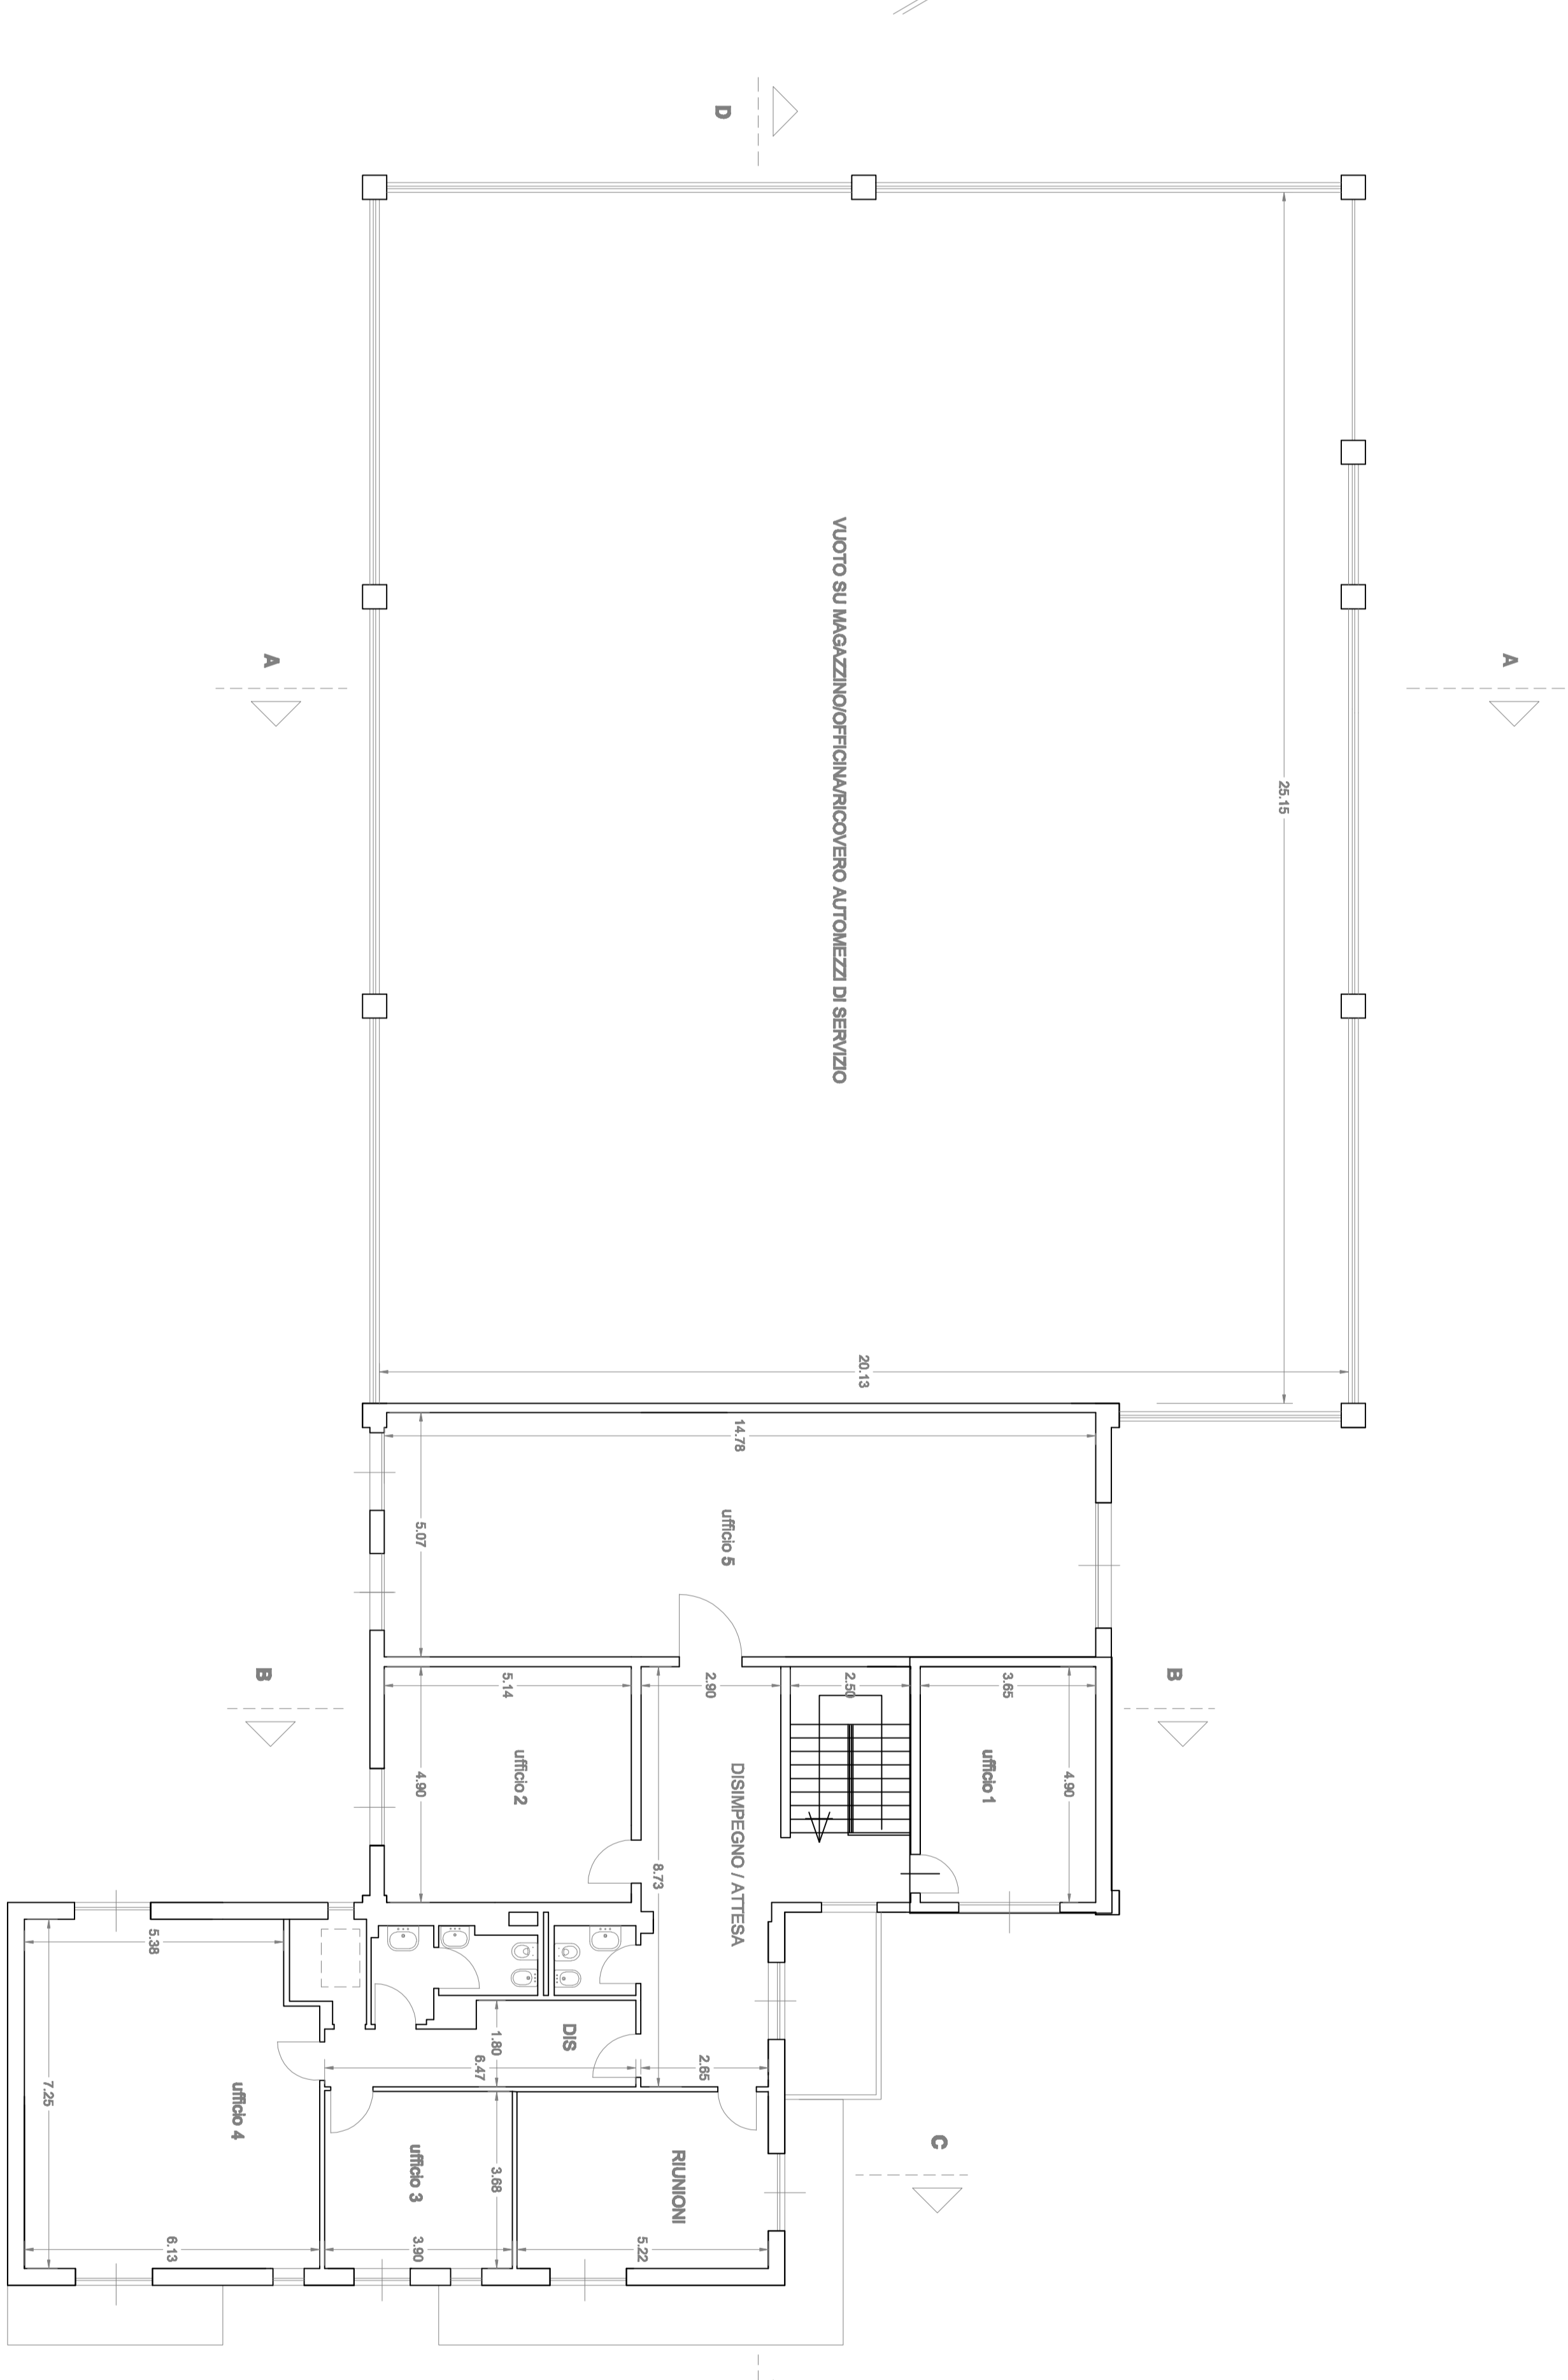 D
A
A
VUOTO SU MAGAZZINO/OFFICINA/RICOVERO AUTOMEZZI DI SERVIZIO
25.15
20.13
14.78
5.07
ufficio 5
B
B
5.14
2.90
2.50
3.65
ufficio 2
4.90
DISIMPEGNO / ATTESA
ufficio 1
4.90
8.73
5.38
DIS
1.80
6.47
2.65
7.25
ufficio 4
ufficio 3
3.68
RIUNIONI
C
6.13
3.90
5.22